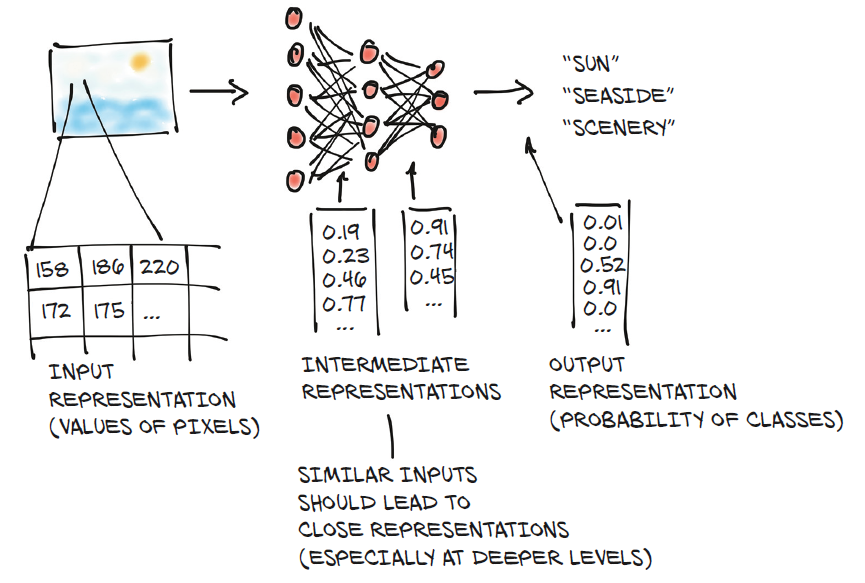 “SUN”
“SEASIDE”
“SCENERY”
158 186 220
172 175 ...
0.19
0.23
0.46
0.77
...
0.91
0.74
0.45
...
0.01
0.0
0.52
0.91
0.0
...
INPUT
REPRESENTATION
(VALUES OF PIXELS)
INTERMEDIATE
REPRESENTATIONS
OUTPUT
REPRESENTATION
(PROBABILITY OF CLASSES)
SIMILAR INPUTS
SHOULD LEAD TO
CLOSE REPRESENTATIONS
(ESPECIALLY AT DEEPER LEVELS)